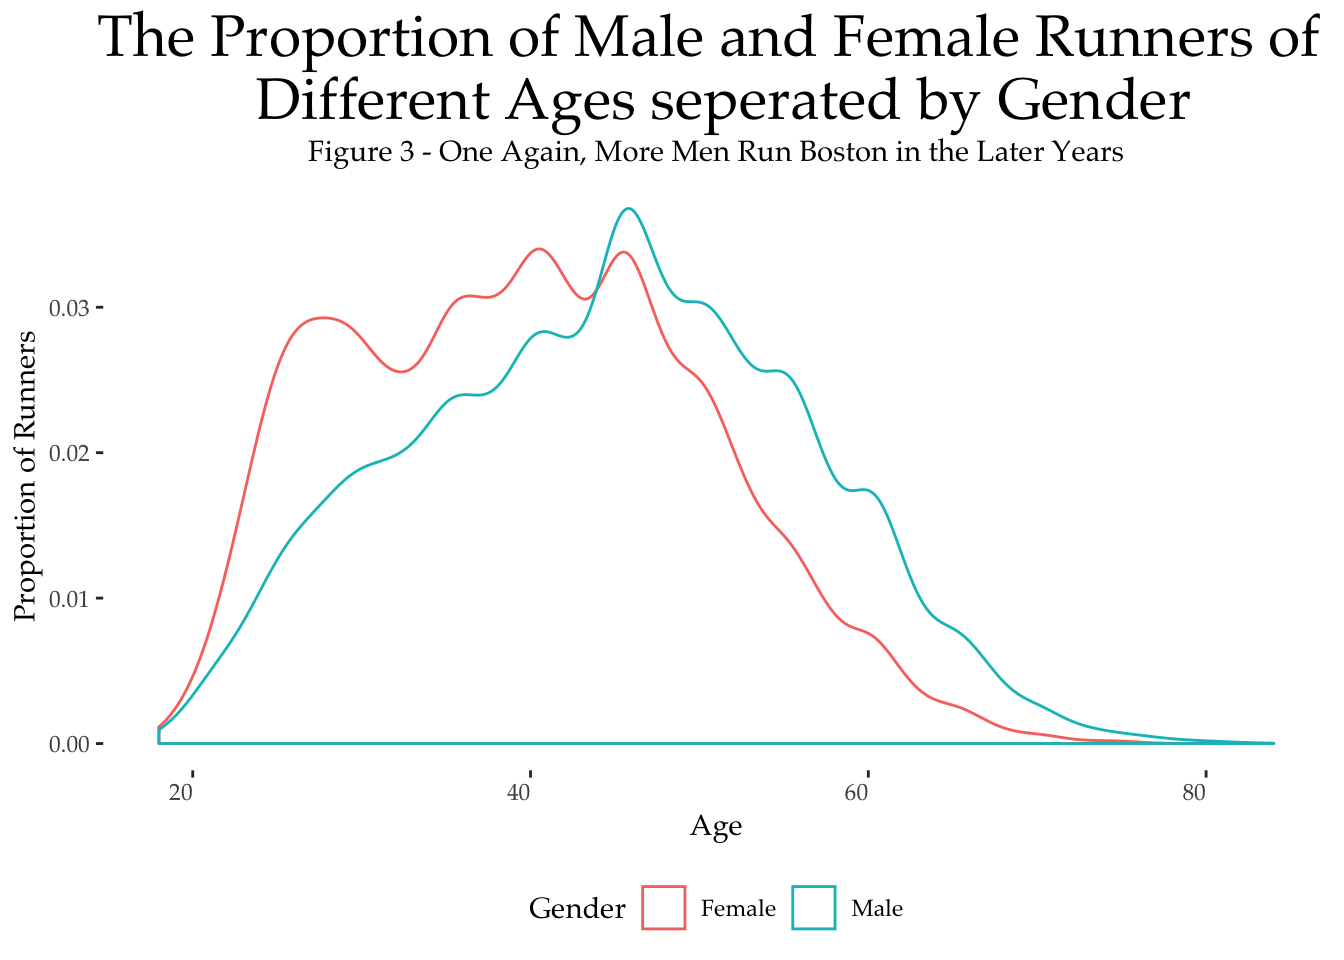 The Proportion of Male and Female Runners of
Different Ages seperated by Gender
Figure 3 - One Again, More Men Run Boston in the Later Years
Proportion of Runners
0.03
0.02
0.01
0.00
20 40 60 80
Age
Gender Female Male